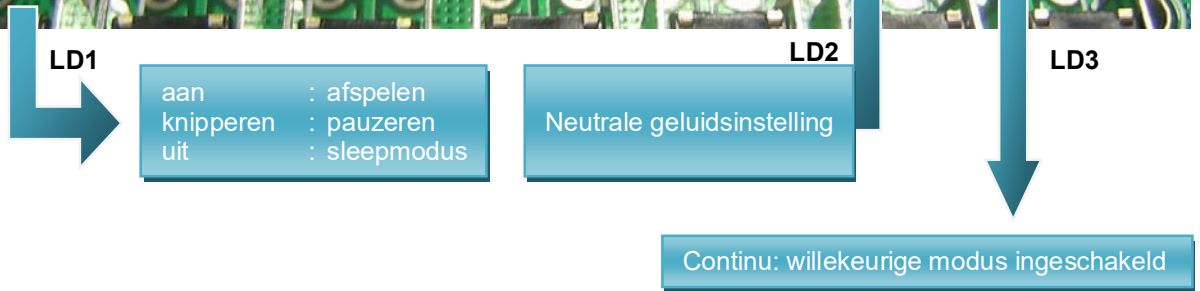 LD1
aan : afspelen
knipperen : pauzeren
uit : sleepmodus
LD2
Neutrale geluidsinstelling
LD3
Continu: willekeurige modus ingeschakeld